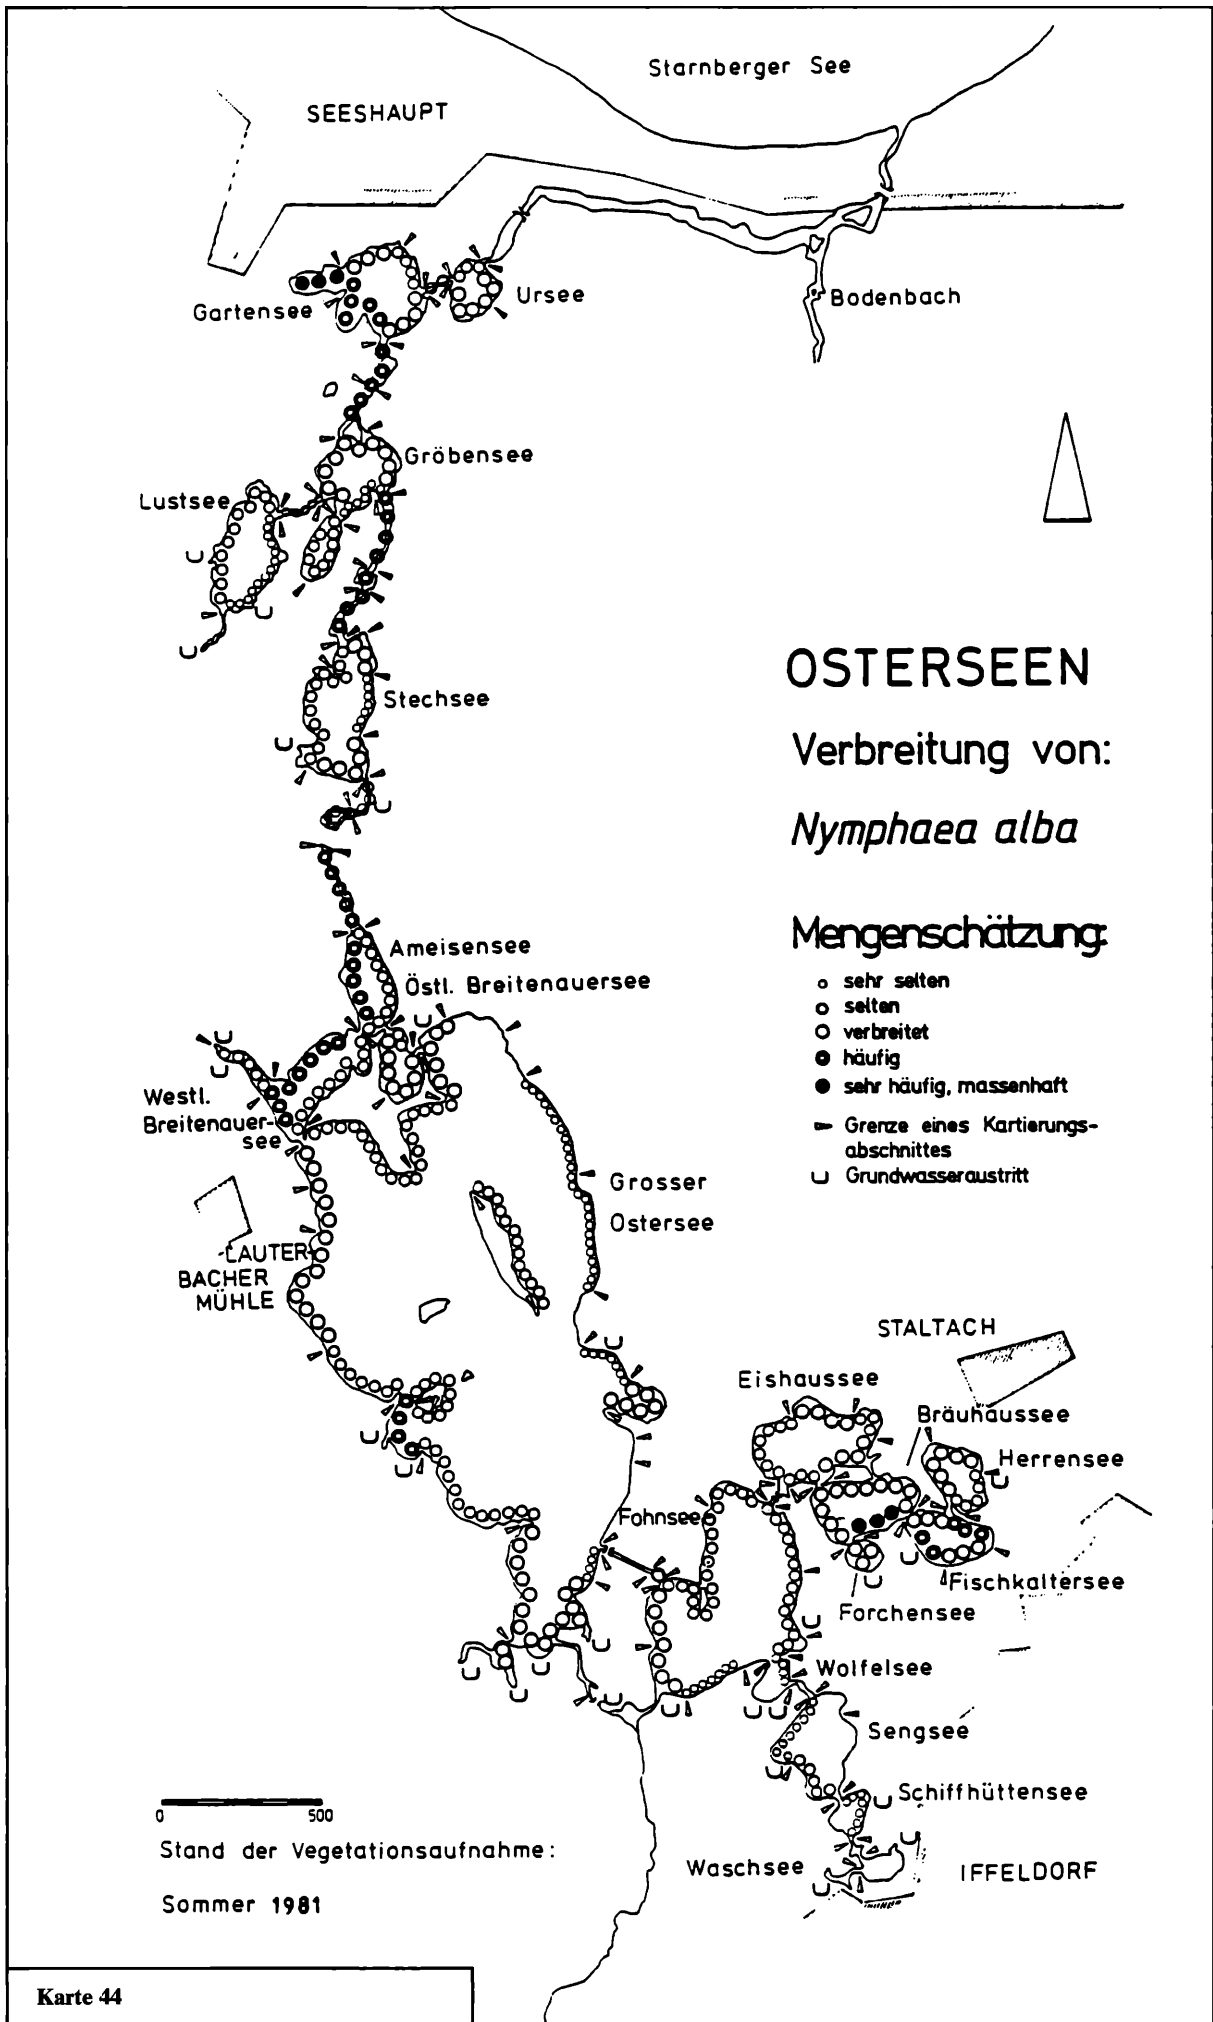 Starnberger See
SEESHAUPT
Gartensee
Ursee
Bodenbach
Gröbensee
Lustsee
Stechsee
OSTERSEEN
Verbreitung von:
Nymphaea alba
Mengenschätzung:
sehr selten
selten
verbreitet
häufig
sehr häufig, massenhaft
Grenze eines Kartierungs-
abschnittes
Grundwasseraustritt
Ameisensee
Östl. Breitenauersee
Westl.
Breitenauer-
see
Grosser
Ostersee
LAUTER-
BACHER
MÜHLE
STALTACH
Eishaussee
Bräuhaussee
Herrensee
Fohnsee
Fischkaltersee
Forchensee
Wolfelsee
Sengsee
Schiffhüttensee
Waschsee
IFFELDORF
0 500
Stand der Vegetationsaufnahme:
Sommer 1981
Karte 44